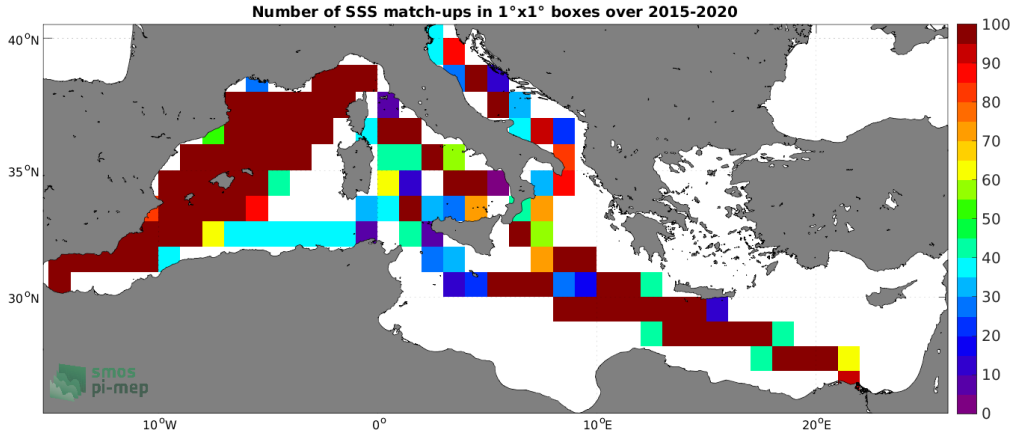 Number of SSS match-ups in 1°x1° boxes over 2015-2020
40°N
35°N
30°N
10°W
0°
10°E
20°E
100
90
80
70
60
50
40
30
20
10
0
smos
pi-mep